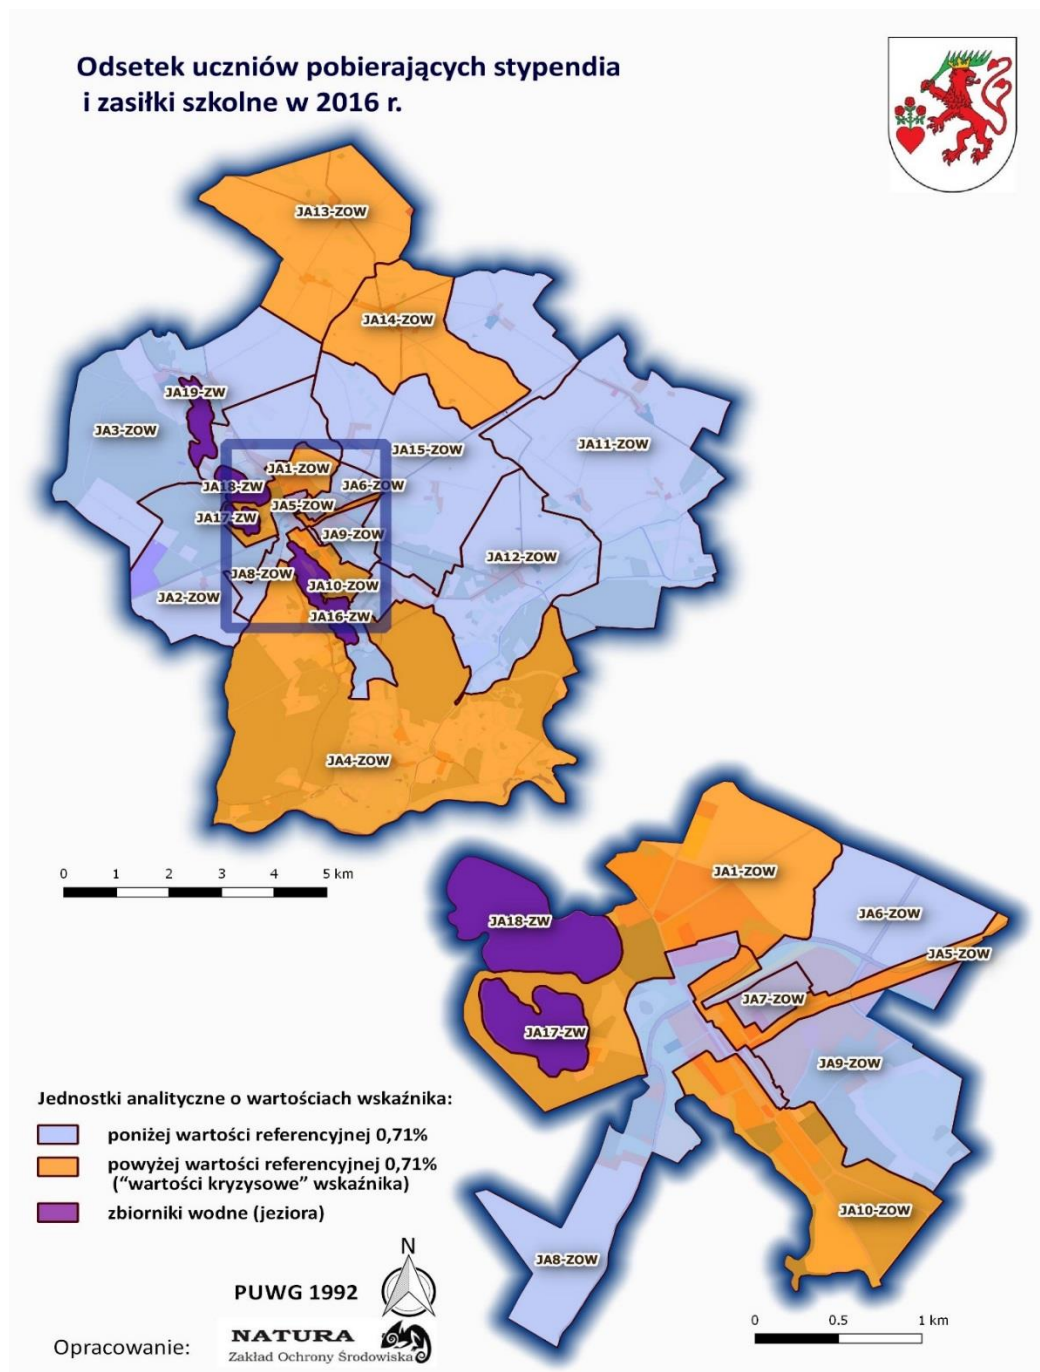 Odsetek uczniów pobierających stypendia
i zasiłki szkolne w 2016 r.
JA13-ZOW
JA14-ZOW
JA19-ZW
JA3-ZOW
JA15-ZOW
JA11-ZOW
JA1-ZOW
JA18-ZW
JA6-ZOW
JA5-ZOW
JA17-ZW
JA9-ZOW
JA12-ZOW
JA8-ZOW
JA10-ZOW
JA2-ZOW
JA16-ZW
JA4-ZOW
0 1 2 3 4 5 km
JA1-ZOW
JA18-ZW
JA6-ZOW
JA5-ZOW
JA7-ZOW
JA17-ZW
JA9-ZOW
JA10-ZOW
JA8-ZOW
Jednostki analityczne o wartościach wskaźnika:
poniżej wartości referencyjnej 0,71%
powyżej wartości referencyjnej 0,71%
(“wartości kryzysowe” wskaźnika)
zbiorniki wodne (jeziora)
N
PUWG 1992
0 0.5 1 km
Opracowanie:
NATURA
Zakład Ochrony Środowiska